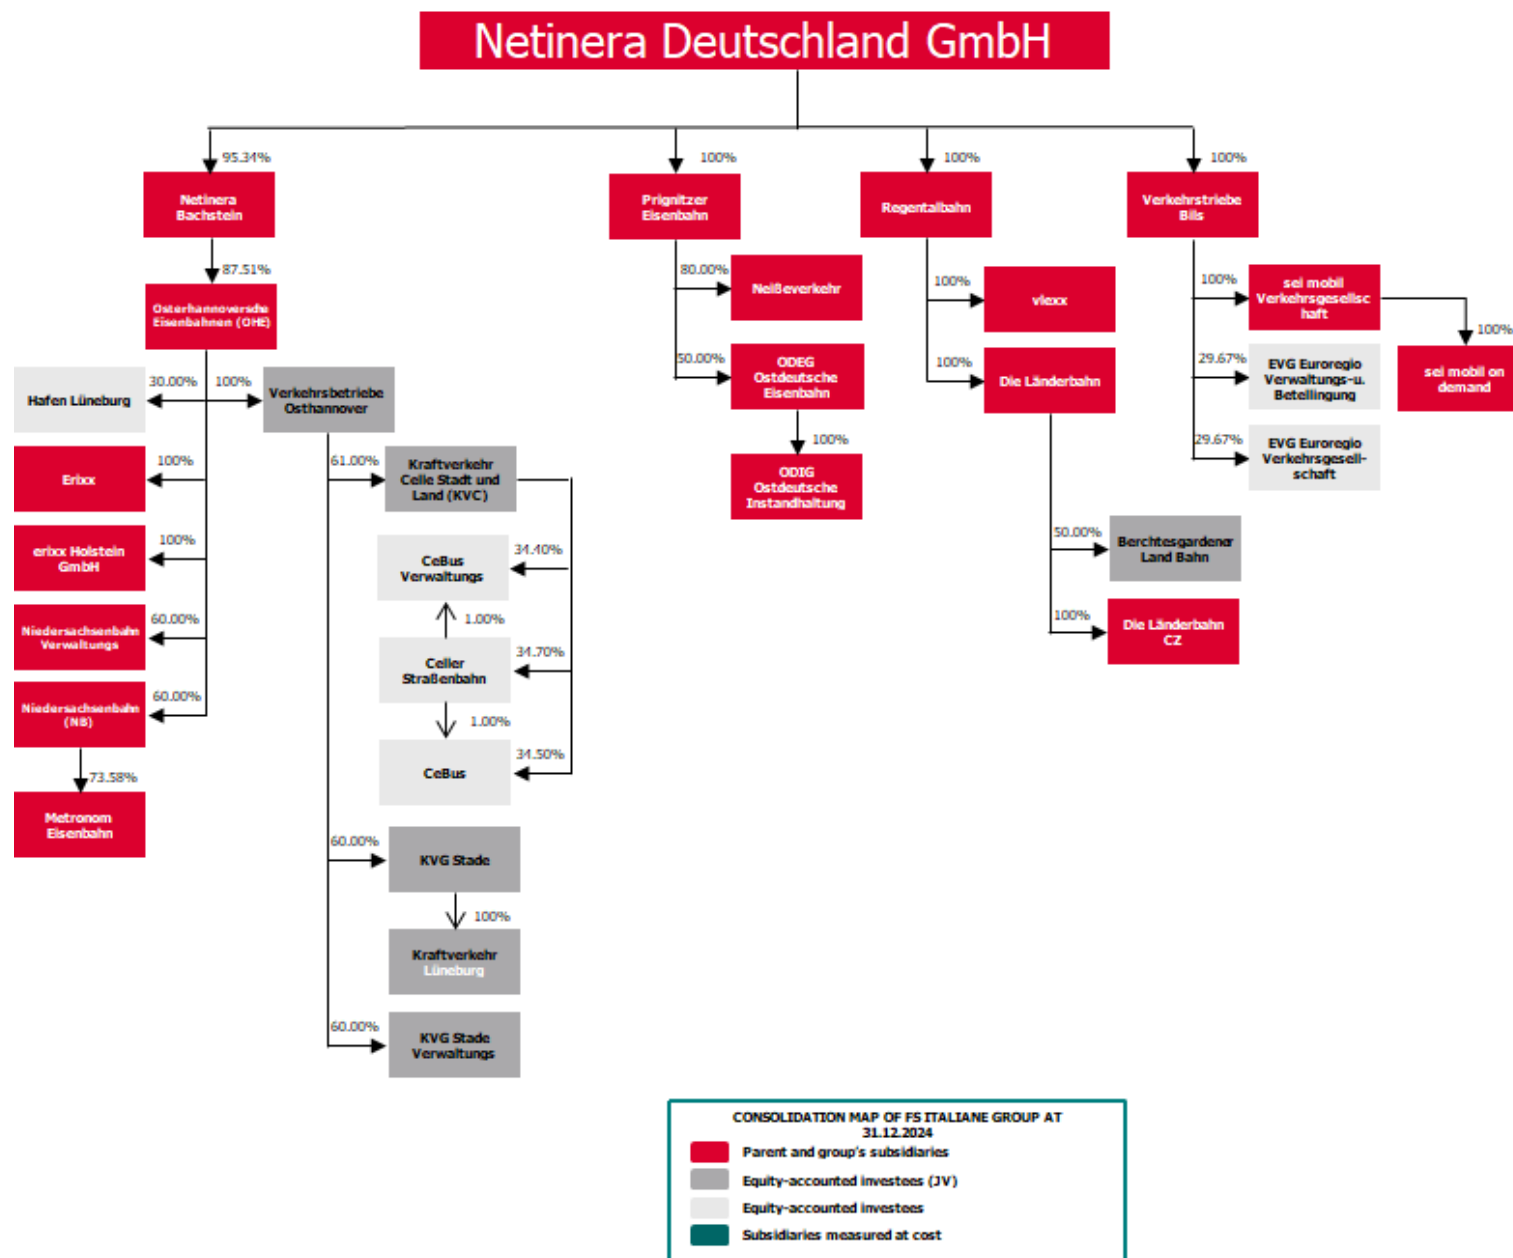 Netinera Deutschland GmbH
95.34%
100%
100%
100%
Netinera
Bachstein
Prignitzer
Eisenbahn
Regentalbahn
Verkehrstriebe
Bils
87.51%
Osterhannoversche
Eisenbahnen (OHE)
80.00%
Neißeverkehr
100%
vlexx
100%
sei mobil
Verkehrsgesellsc
haft
100%
sei mobil on
demand
30.00%
100%
Hafen Lüneburg
Verkehrsbetriebe
Osthannover
50.00%
ODEG
Ostdeutsche
Eisenbahn
100%
Die Länderbahn
29.67%
EVG Euroregio
Verwaltungs-u.
Betellingung
100%
Erixx
61.00%
Kraftverkehr
Celle Stadt und
Land (KVC)
100%
ODIG
Ostdeutsche
Instandhaltung
29.67%
EVG Euroregio
Verkehrsgesell-
schaft
100%
erixx Holstein
GmbH
34.40%
CeBus
Verwaltungs
1.00%
50.00%
Berchtesgardener
Land Bahn
60.00%
Niedersachsenbahn
Verwaltungs
34.70%
Celler
Straßenbahn
1.00%
100%
Die Länderbahn
CZ
60.00%
Niedersachsenbahn
(NB)
34.50%
CeBus
73.58%
Metronom
Eisenbahn
60.00%
KVG Stade
100%
Kraftverkehr
Lüneburg
60.00%
KVG Stade
Verwaltungs
CONSOLIDATION MAP OF FS ITALIANE GROUP AT
31.12.2024
Parent and group's subsidiaries
Equity-accounted investees (JV)
Equity-accounted investees
Subsidiaries measured at cost